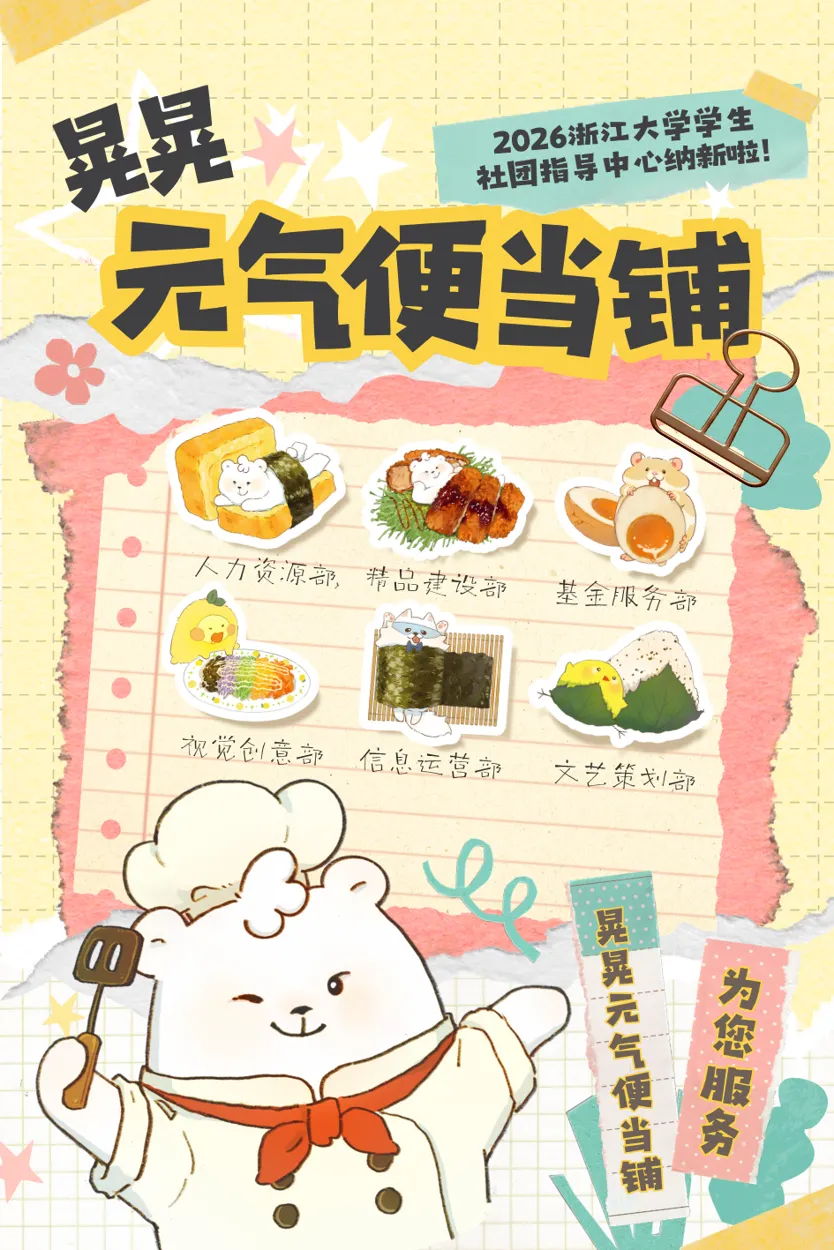 晃晃
2026浙江大学学生
社团指导中心纳新啦!
元气便当铺
人力资源部,
精品建设部
基金服务部
视觉创意部
信息运营部
文艺策划部
晃晃元气便当铺
为您服务